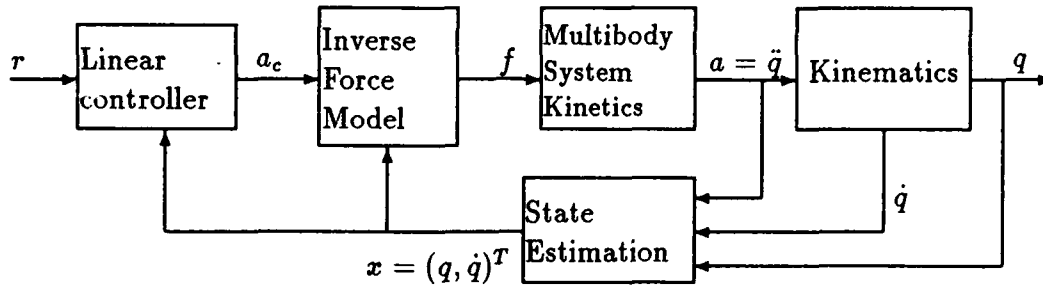 r
Linear
controller
a_c
Inverse
Force
Model
f
Multibody
System
Kinetics
a = q̈
Kinematics
q
q̇
State
Estimation
x = (q, q̇)^T